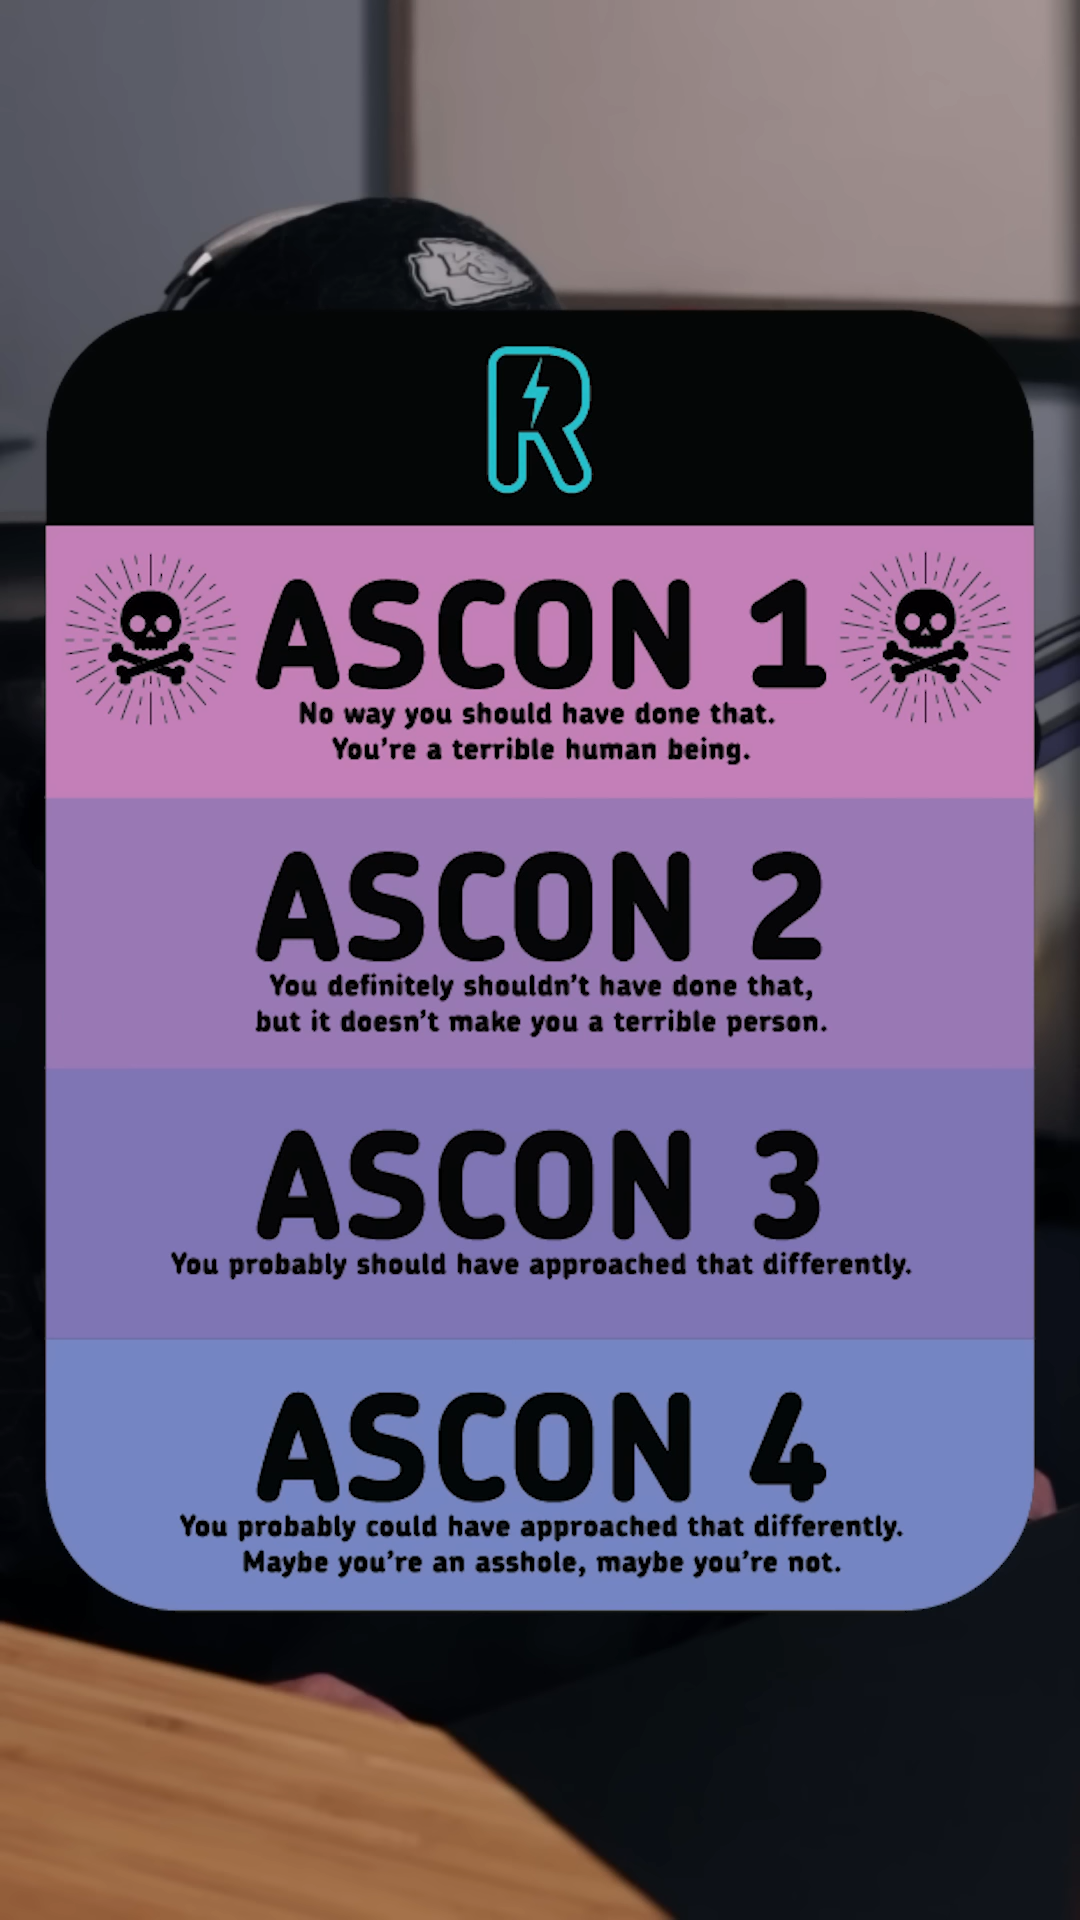 KC
R
ASCON 1
No way you should have done that.
You're a terrible human being.
ASCON 2
You definitely shouldn't have done that,
but it doesn't make you a terrible person.
ASCON 3
You probably should have approached that differently.
ASCON 4
You probably could have approached that differently.
Maybe you're an asshole, maybe you're not.